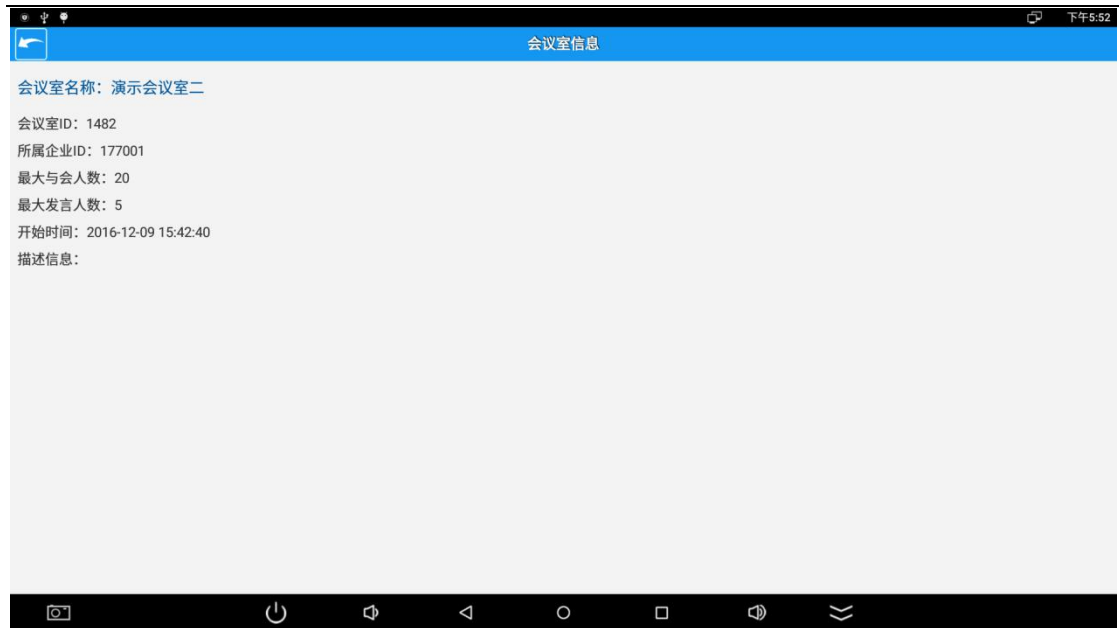 下午5:52
会议室信息
会议室名称：演示会议室二
会议室ID：1482
所属企业ID：177001
最大与会人数：20
最大发言人数：5
开始时间：2016-12-09 15:42:40
描述信息：